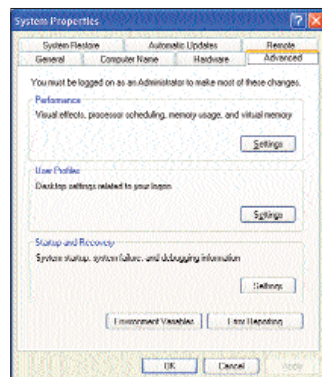 System Properties
System Restore Automatic Updates Remote
General Computer Name Hardware Advanced
You must be logged on as an Administrator to make most of these changes.
Performance
Visual effects, processor scheduling, memory usage, and virtual memory
Settings
User Profiles
Desktop settings related to your logon
Settings
Startup and Recovery
System startup, system failure, and debugging information
Settings
Environment Variables Error Reporting
OK Cancel Apply